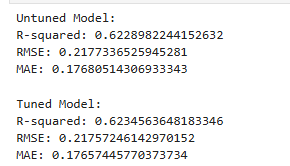 Untuned Model:
R-squared: 0.6228982244152632
RMSE: 0.2177336525945281
MAE: 0.17680514306933343
Tuned Model:
R-squared: 0.6234563648183346
RMSE: 0.21757246142970152
MAE: 0.17657445770373734